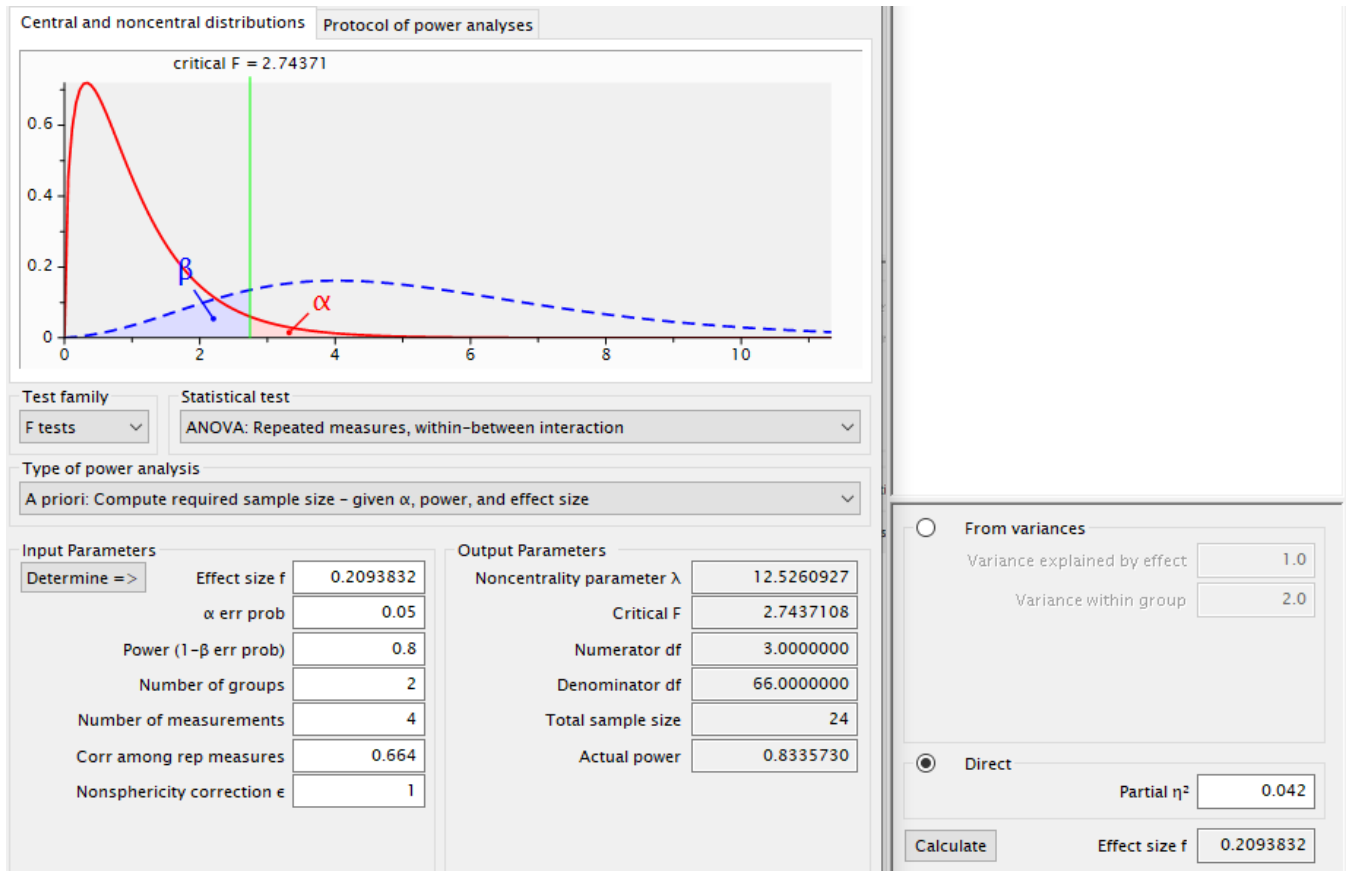 Central and noncentral distributions
Protocol of power analyses
critical F = 2.74371
0.6
0.4
0.2
0
β
α
0 2 4 6 8 10
Test family
Statistical test
F tests
ANOVA: Repeated measures, within-between interaction
Type of power analysis
A priori: Compute required sample size - given α, power, and effect size
Input Parameters
Determine =>
Effect size f 0.2093832
α err prob 0.05
Power (1-β err prob) 0.8
Number of groups 2
Number of measurements 4
Corr among rep measures 0.664
Nonsphericity correction ϵ 1
Output Parameters
Noncentrality parameter λ 12.5260927
Critical F 2.7437108
Numerator df 3.0000000
Denominator df 66.0000000
Total sample size 24
Actual power 0.8335730
From variances
Variance explained by effect 1.0
Variance within group 2.0
Direct
Partial η² 0.042
Calculate
Effect size f 0.2093832